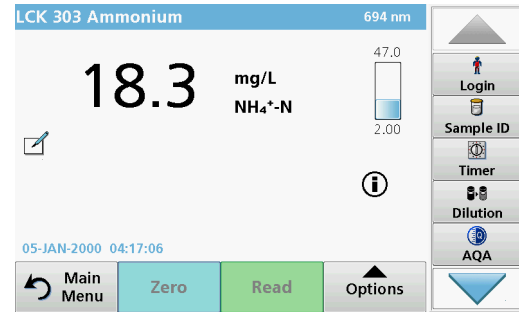 LCK 303 Ammonium 694 nm
47.0
18.3 mg/L
NH₄⁺-N
2.00
05-JAN-2000 04:17:06
Main Menu
Zero
Read
Options
Login
Sample ID
Timer
Dilution
AQA